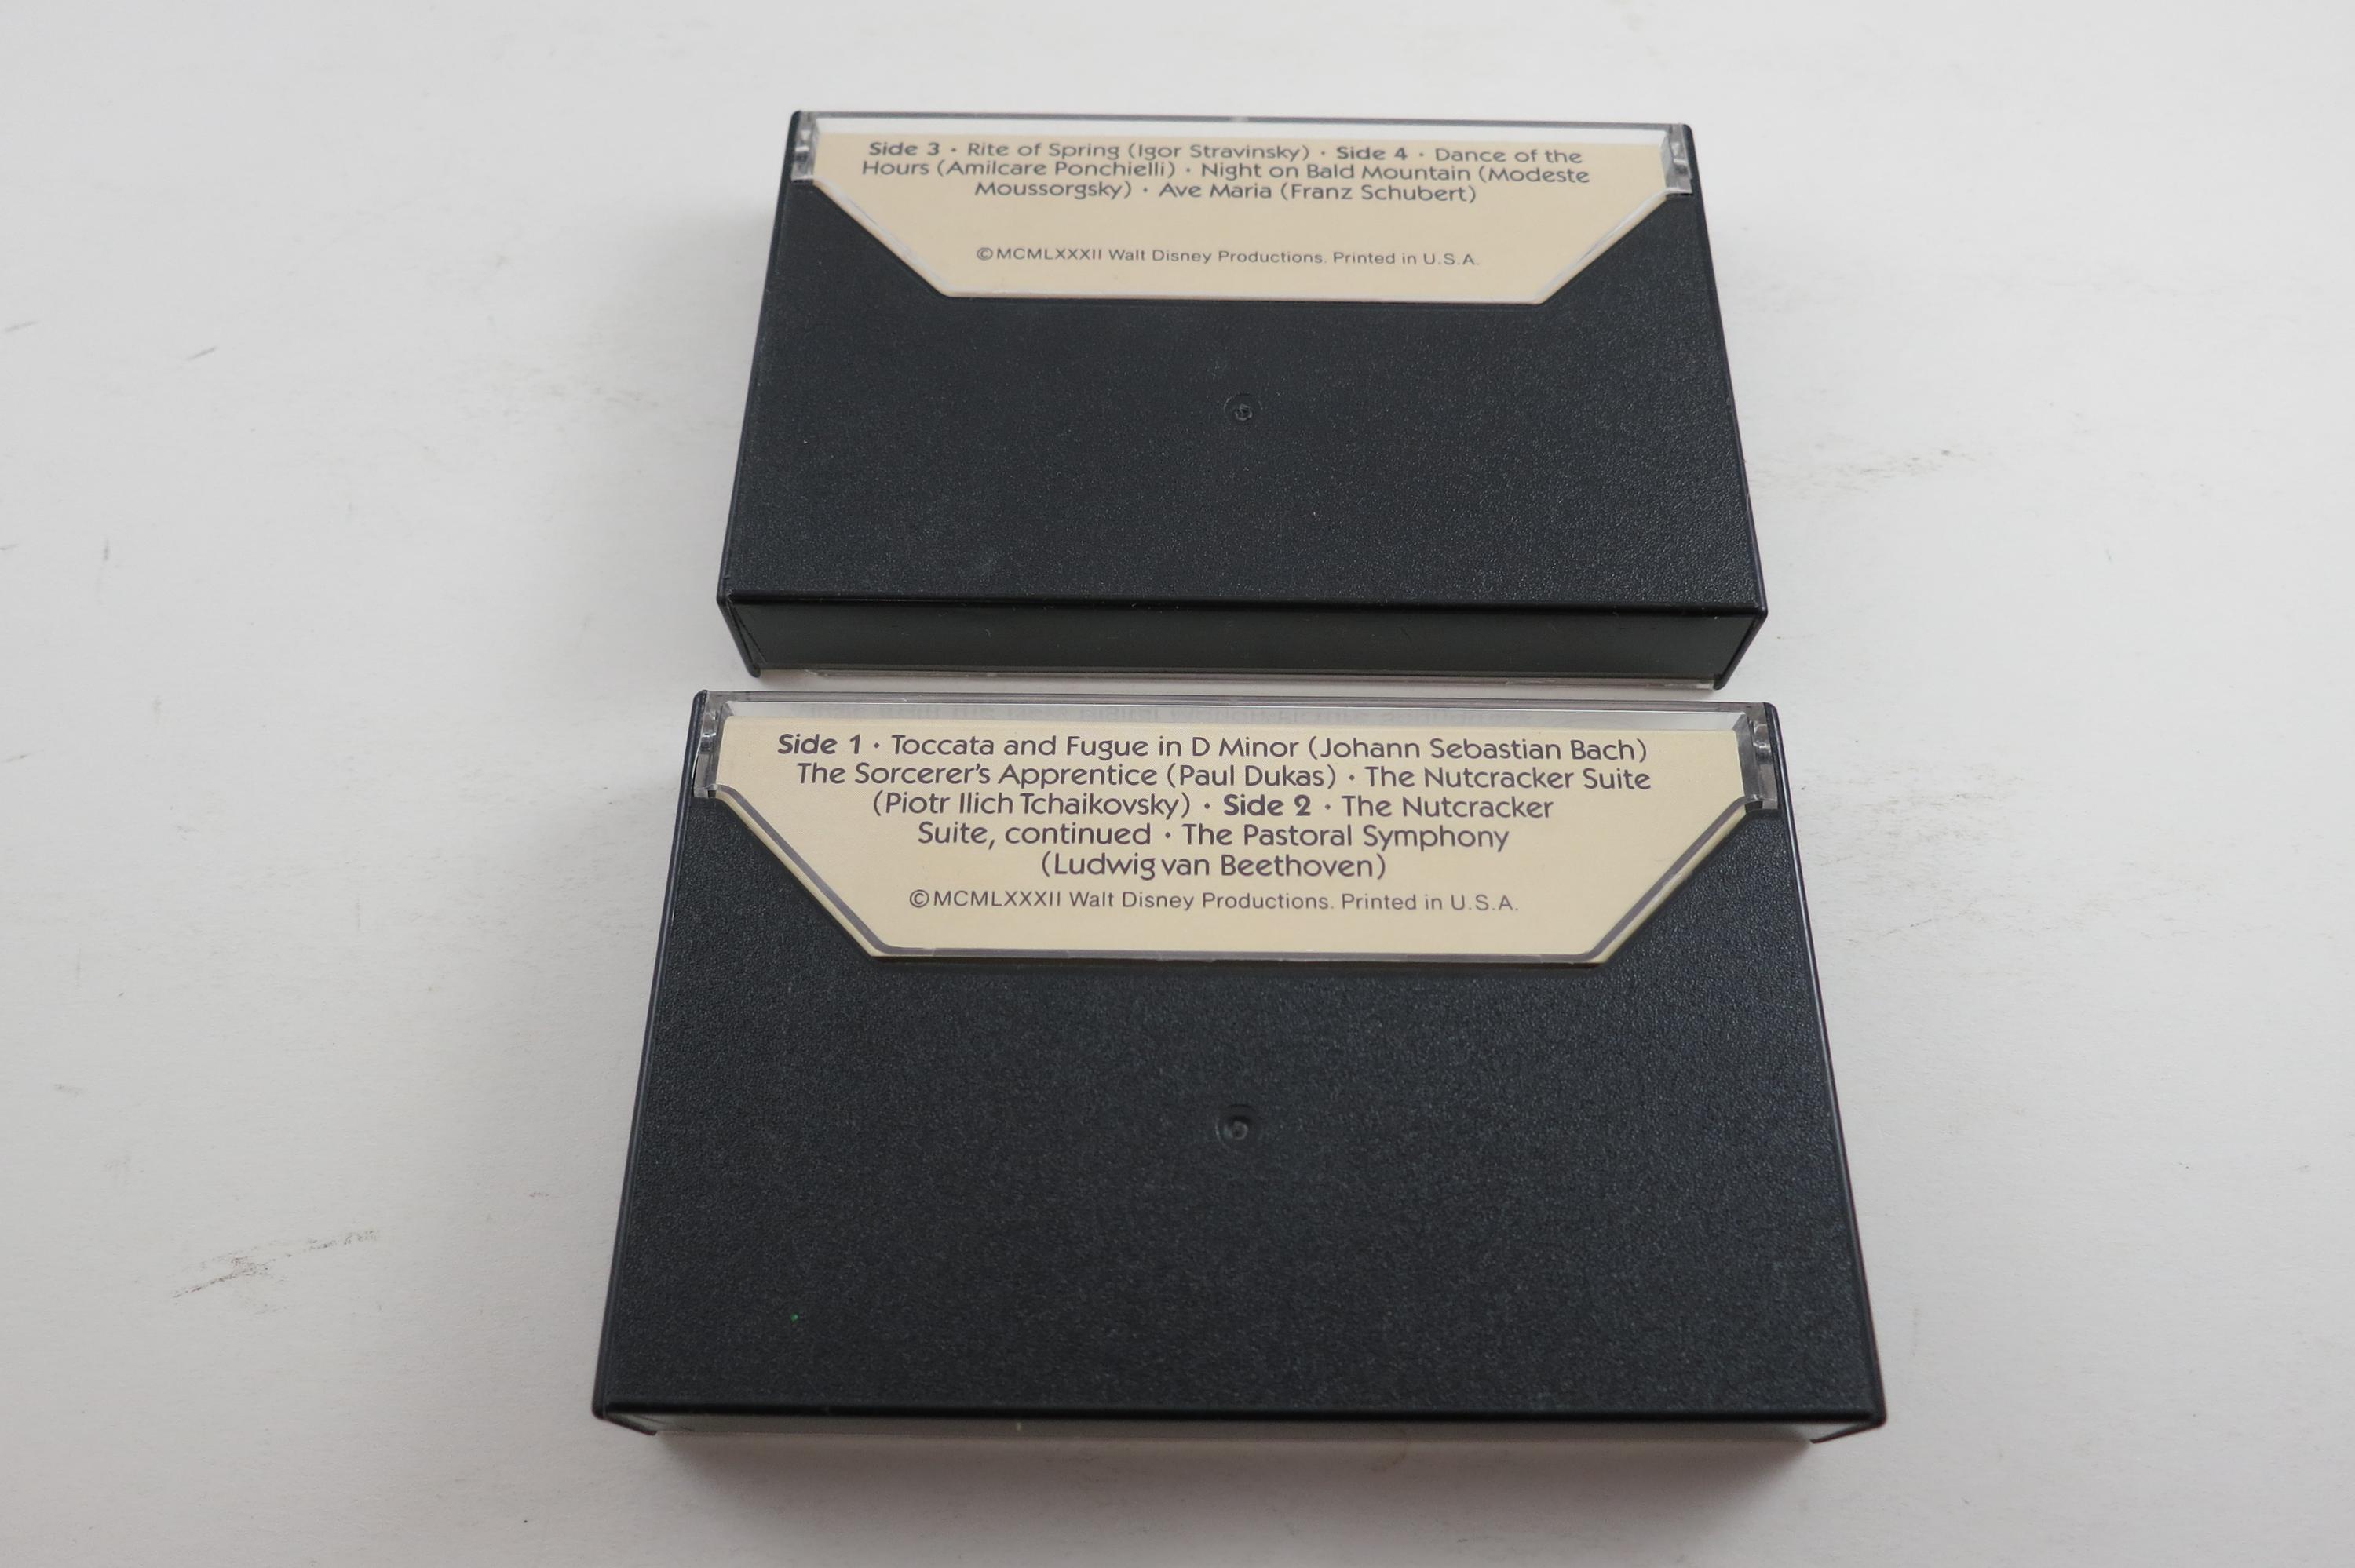 Side 3 · Rite of Spring (Igor Stravinsky) · Side 4 · Dance of the
Hours (Amilcare Ponchielli) · Night on Bald Mountain (Modeste
Moussorgsky) · Ave Maria (Franz Schubert)
©MCMLXXXII Walt Disney Productions. Printed in U.S.A.
Side 1 · Toccata and Fugue in D Minor (Johann Sebastian Bach)
The Sorcerer's Apprentice (Paul Dukas) · The Nutcracker Suite
(Piotr Ilich Tchaikovsky) · Side 2 · The Nutcracker
Suite, continued · The Pastoral Symphony
(Ludwig van Beethoven)
©MCMLXXXII Walt Disney Productions. Printed in U.S.A.